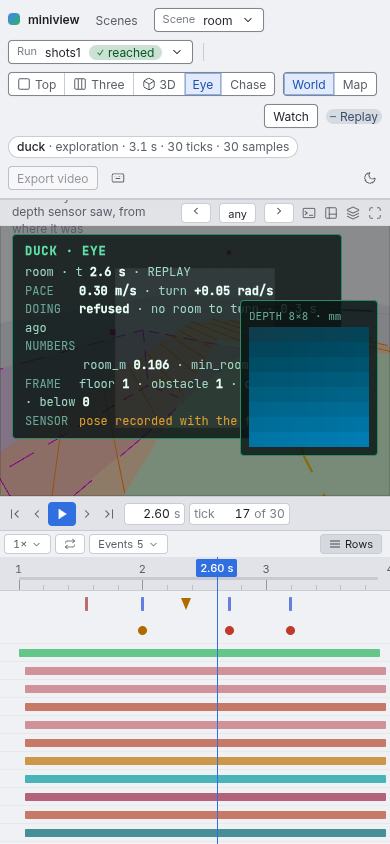 miniview Scenes Scene room
Run shots1 ✓ reached
Top Three 3D Eye Chase World Map
Watch – Replay
duck · exploration · 3.1 s · 30 ticks · 30 samples
Export video
depth sensor saw, from
where it was
any
DUCK · EYE
room · t 2.6 s · REPLAY
PACE 0.30 m/s · turn +0.05 rad/s
DOING refused · no room to turn · 0.3 s
ago
NUMBERS
room_m 0.106 · min_room
FRAME floor 1 · obstacle 1 ·
· below 0
SENSOR pose recorded with the
DEPTH 8×8 · mm
2.60 s tick 17 of 30
1× Events 5 Rows
1 2 2.60 s 3 4